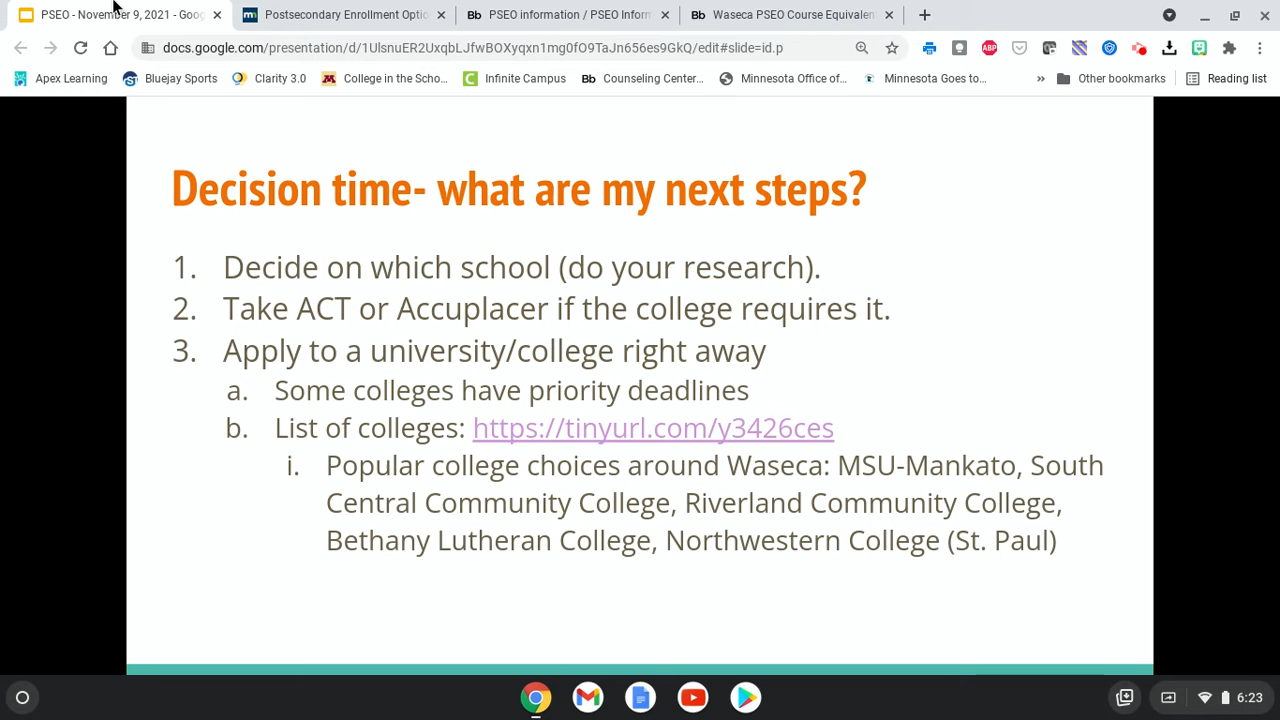 PSEO - November 9, 2021 - Goog
Postsecondary Enrollment Optio
Bb PSEO information / PSEO Inform
Bb Waseca PSEO Course Equivalen
docs.google.com/presentation/d/1UlsnuER2UxqbLJfwBOXyqxn1mg0fO9TaJn656es9GkQ/edit#slide=id.p
ABP
Apex Learning
Bluejay Sports
Clarity 3.0
College in the Scho...
Infinite Campus
Bb Counseling Center...
Minnesota Office of...
Minnesota Goes to...
»
Other bookmarks
Reading list
Decision time- what are my next steps?
1. Decide on which school (do your research).
2. Take ACT or Accuplacer if the college requires it.
3. Apply to a university/college right away
a. Some colleges have priority deadlines
b. List of colleges: https://tinyurl.com/y3426ces
i. Popular college choices around Waseca: MSU-Mankato, South
Central Community College, Riverland Community College,
Bethany Lutheran College, Northwestern College (St. Paul)
6:23